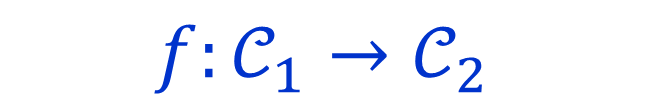 𝑓: 𝒞₁ → 𝒞₂